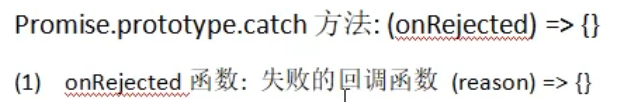 Promise.prototype.catch 方法: (onRejected) => {}
(1) onRejected 函数: 失败的回调函数 (reason) => {}